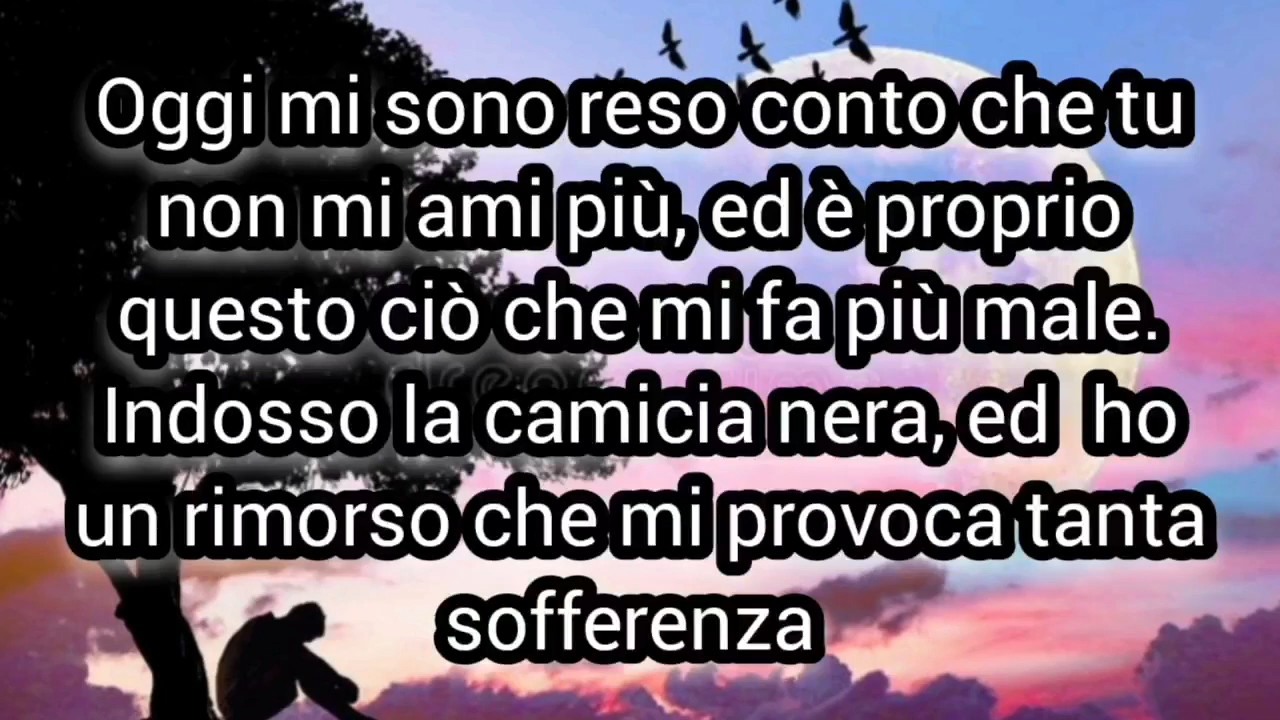 Oggi mi sono reso conto che tu
non mi ami più, ed è proprio
questo ciò che mi fa più male.
Indosso la camicia nera, ed ho
un rimorso che mi provoca tanta
sofferenza